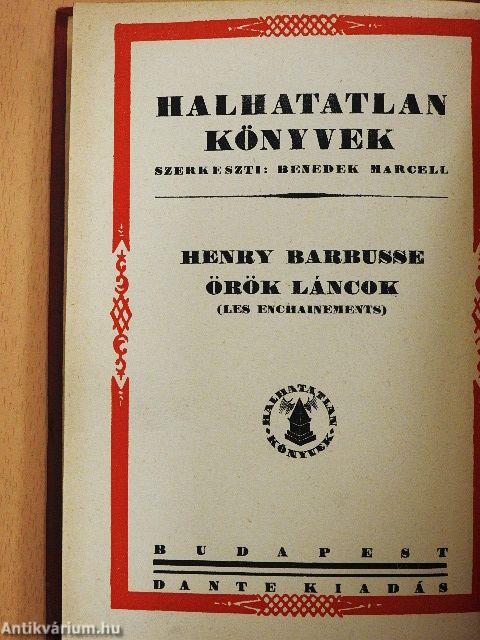 HALHATATLAN
KÖNYVEK
SZERKESZTI: BENEDEK MARCELL
HENRY BARBUSSE
ÖRÖK LÁNCOK
(LES ENCHAINEMENTS)
HALHATATLAN
KÖNYVEK
BUDAPEST
DANTE KIADÁS
Antikvárium.hu